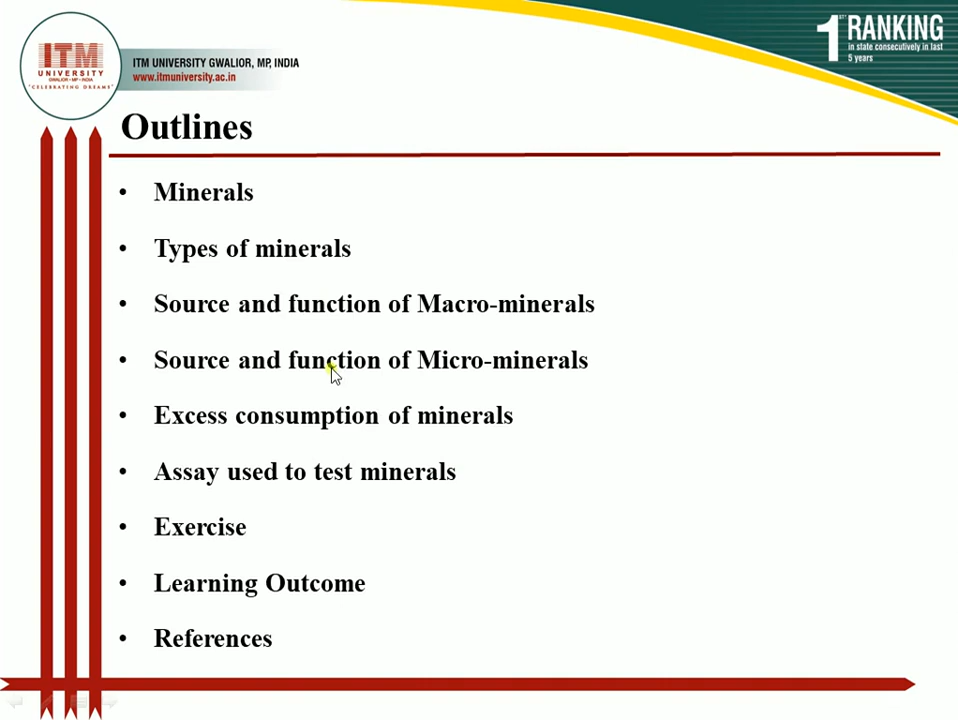 ITM
UNIVERSITY
GWALIOR • MP • INDIA
"CELEBRATING DREAMS"
ITM UNIVERSITY GWALIOR, MP, INDIA
www.itmuniversity.ac.in
1ST RANKING
in state consecutively in last
5 years
Outlines
• Minerals
• Types of minerals
• Source and function of Macro-minerals
• Source and function of Micro-minerals
• Excess consumption of minerals
• Assay used to test minerals
• Exercise
• Learning Outcome
• References